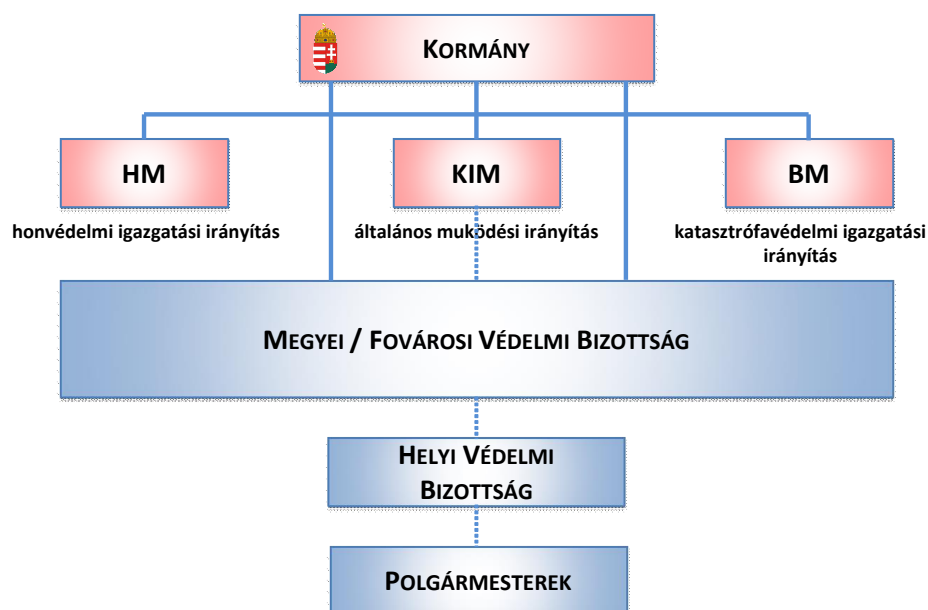 KORMÁNY
HM
KIM
BM
honvédelmi igazgatási irányítás
általános muködési irányítás
katasztrófavédelmi igazgatási
irányítás
MEGYEI / FOVÁROSI VÉDELMI BIZOTTSÁG
HELYI VÉDELMI
BIZOTTSÁG
POLGÁRMESTEREK